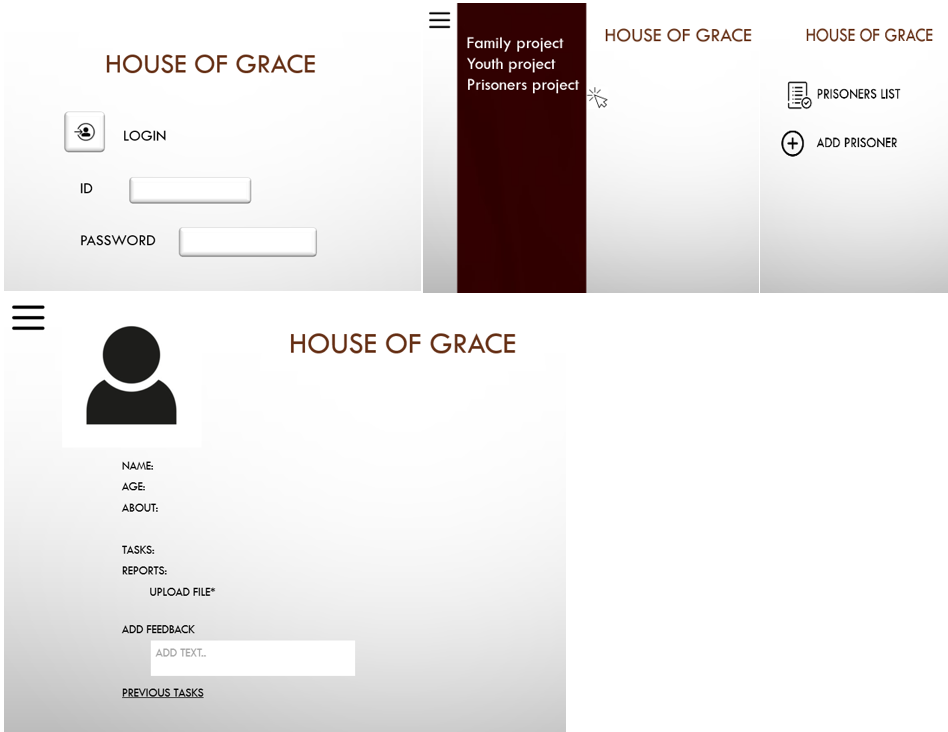 HOUSE OF GRACE
LOGIN
ID
PASSWORD
Family project
Youth project
Prisoners project
HOUSE OF GRACE
HOUSE OF GRACE
PRISONERS LIST
ADD PRISONER
HOUSE OF GRACE
NAME:
AGE:
ABOUT:
TASKS:
REPORTS:
UPLOAD FILE*
ADD FEEDBACK
ADD TEXT...
PREVIOUS TASKS